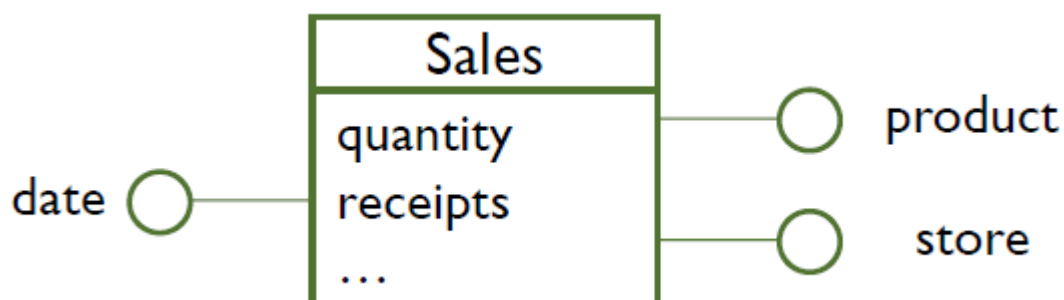 Sales
quantity
receipts
...
date
product
store